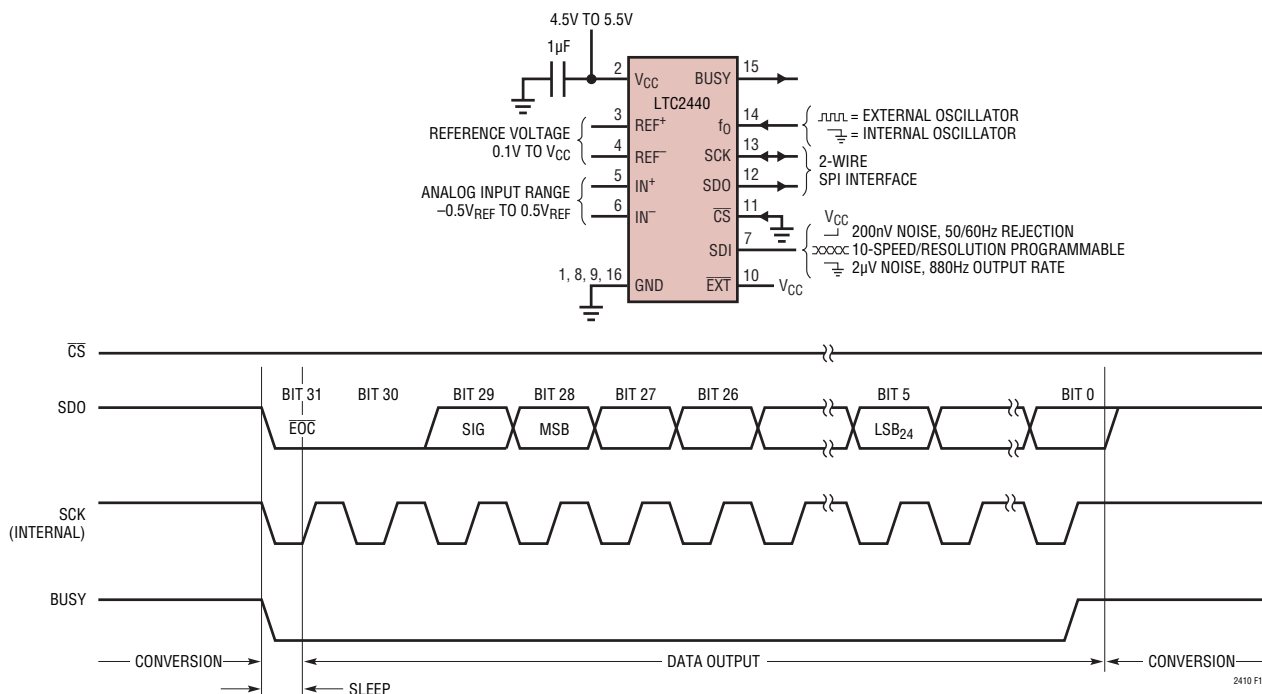 4.5V TO 5.5V
1µF
2
VCC
BUSY
15
LTC2440
REFERENCE VOLTAGE
0.1V TO VCC
3
REF+
4
REF–
fO
14
= EXTERNAL OSCILLATOR
= INTERNAL OSCILLATOR
SCK
13
SDO
12
2-WIRE
SPI INTERFACE
ANALOG INPUT RANGE
–0.5VREF TO 0.5VREF
5
IN+
6
IN–
CS
11
SDI
7
VCC
200nV NOISE, 50/60Hz REJECTION
10-SPEED/RESOLUTION PROGRAMMABLE
2µV NOISE, 880Hz OUTPUT RATE
1, 8, 9, 16
GND
EXT
10
VCC
CS
BIT 31 BIT 30 BIT 29 BIT 28 BIT 27 BIT 26 BIT 5 BIT 0
SDO
EOC SIG MSB LSB24
SCK
(INTERNAL)
BUSY
CONVERSION DATA OUTPUT CONVERSION
SLEEP
2410 F1